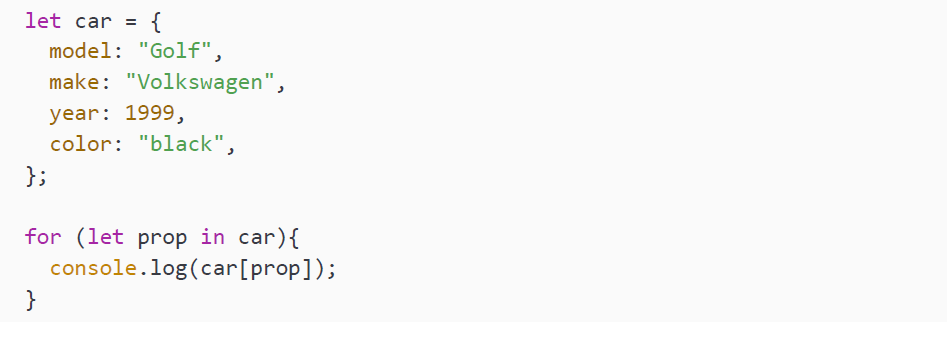 let car = {
  model: "Golf",
  make: "Volkswagen",
  year: 1999,
  color: "black",
};

for (let prop in car){
  console.log(car[prop]);
}